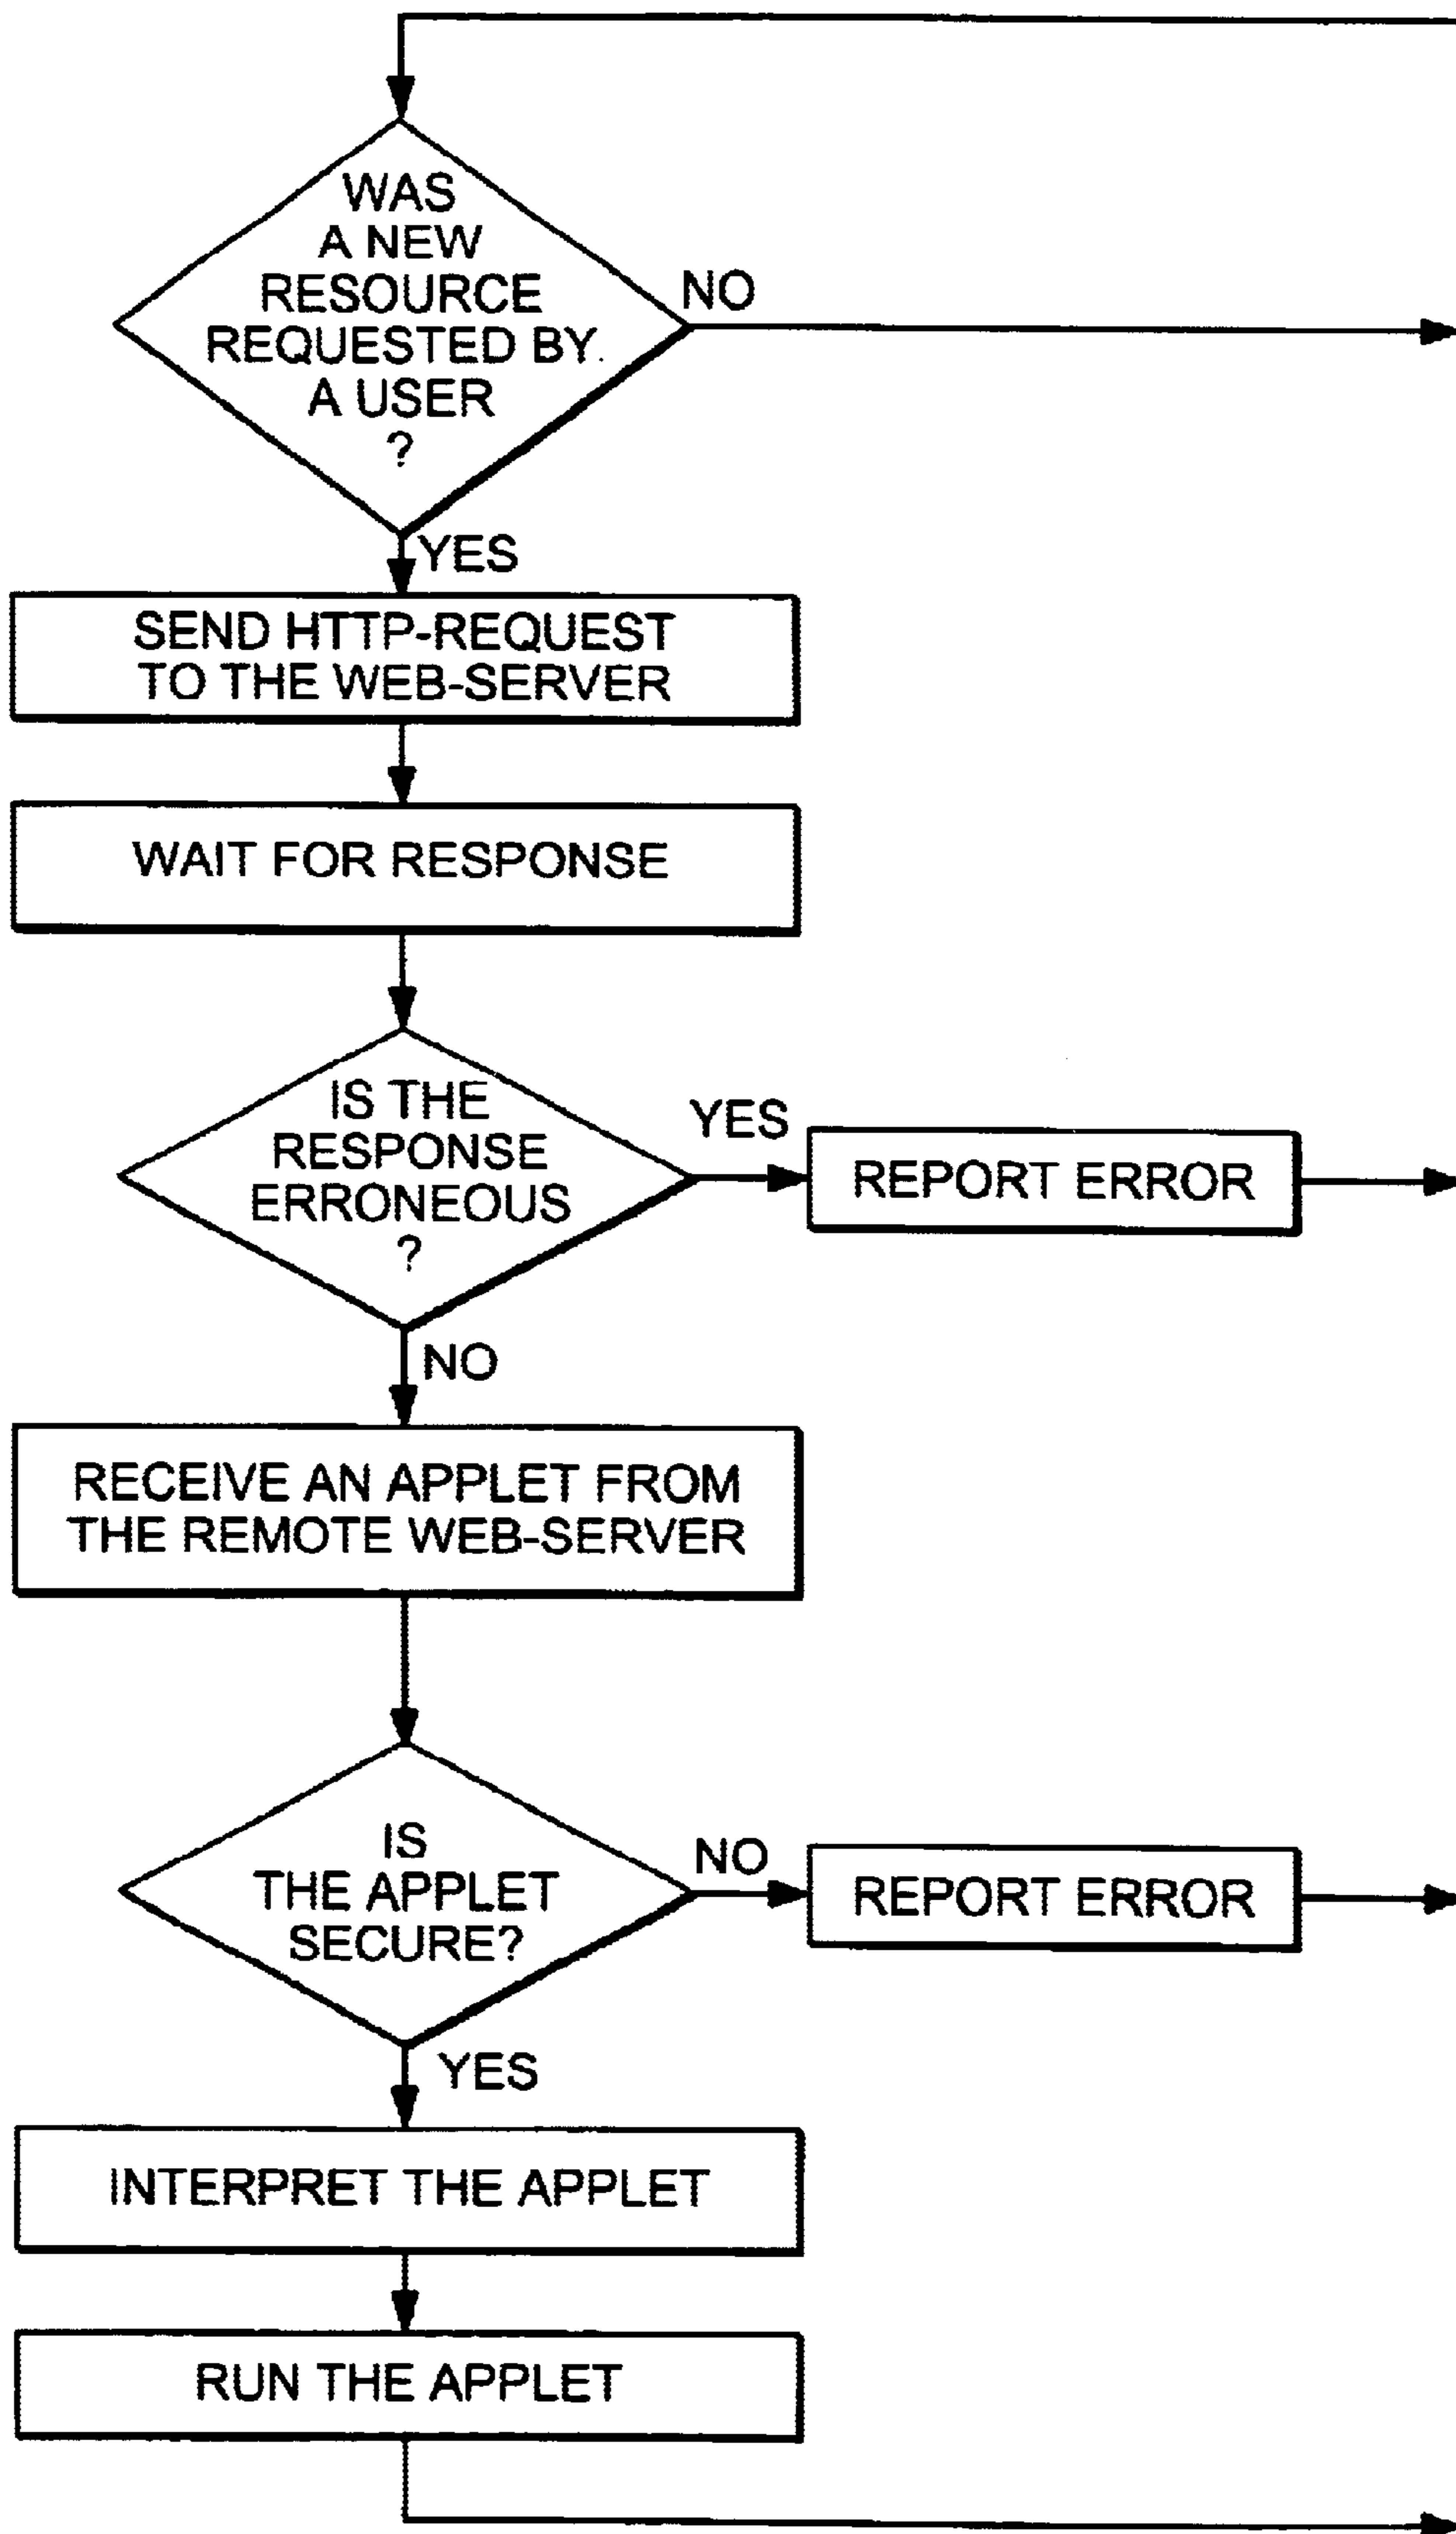 WAS
A NEW
RESOURCE
REQUESTED BY
A USER
?
NO
YES
SEND HTTP-REQUEST
TO THE WEB-SERVER
WAIT FOR RESPONSE
IS THE
RESPONSE
ERRONEOUS
?
YES
REPORT ERROR
NO
RECEIVE AN APPLET FROM
THE REMOTE WEB-SERVER
IS
THE APPLET
SECURE?
NO
REPORT ERROR
YES
INTERPRET THE APPLET
RUN THE APPLET